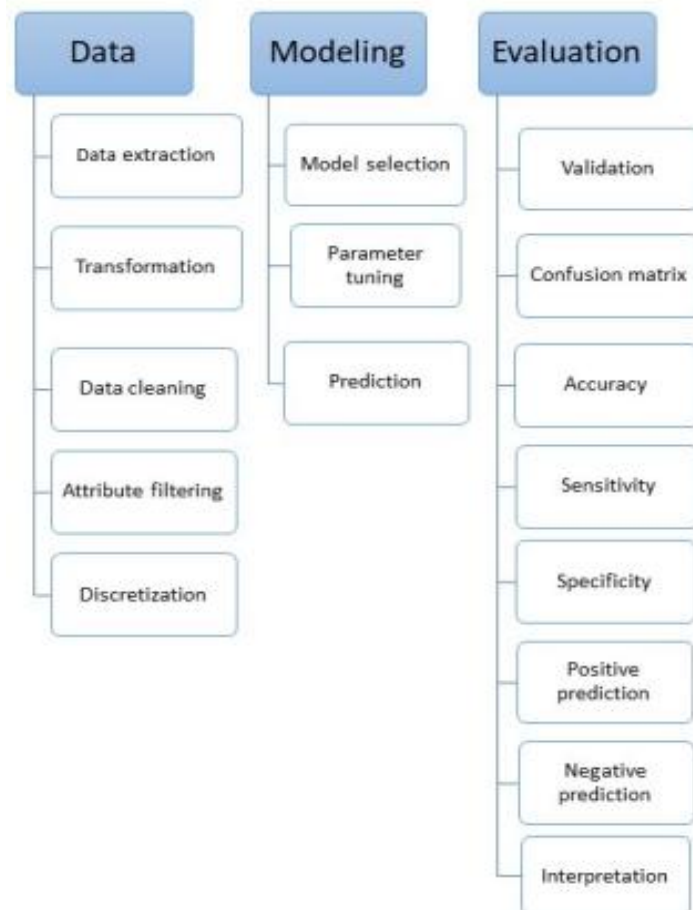 Data
Data extraction
Transformation
Data cleaning
Attribute filtering
Discretization
Modeling
Model selection
Parameter
tuning
Prediction
Evaluation
Validation
Confusion matrix
Accuracy
Sensitivity
Specificity
Positive
prediction
Negative
prediction
Interpretation